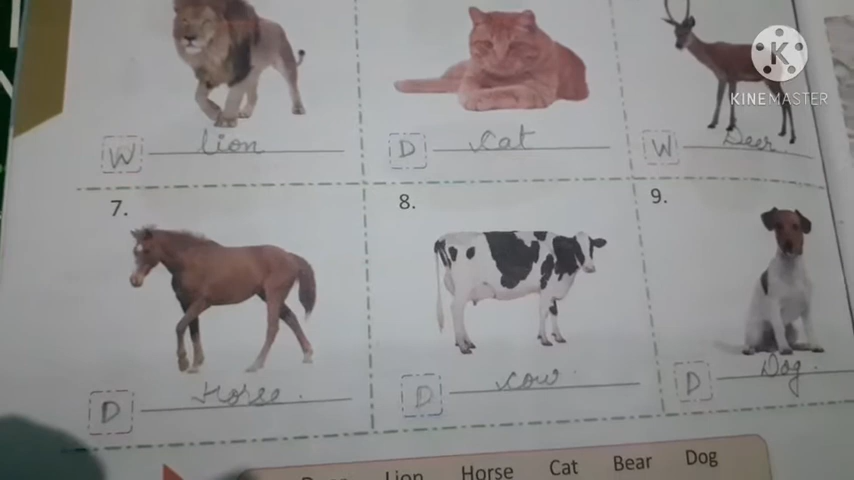 K
KINEMASTER
W lion
D Cat
W Deer.
7.
8.
9.
D Horse.
D Cow.
D Dog.
Lion Horse Cat Bear Dog